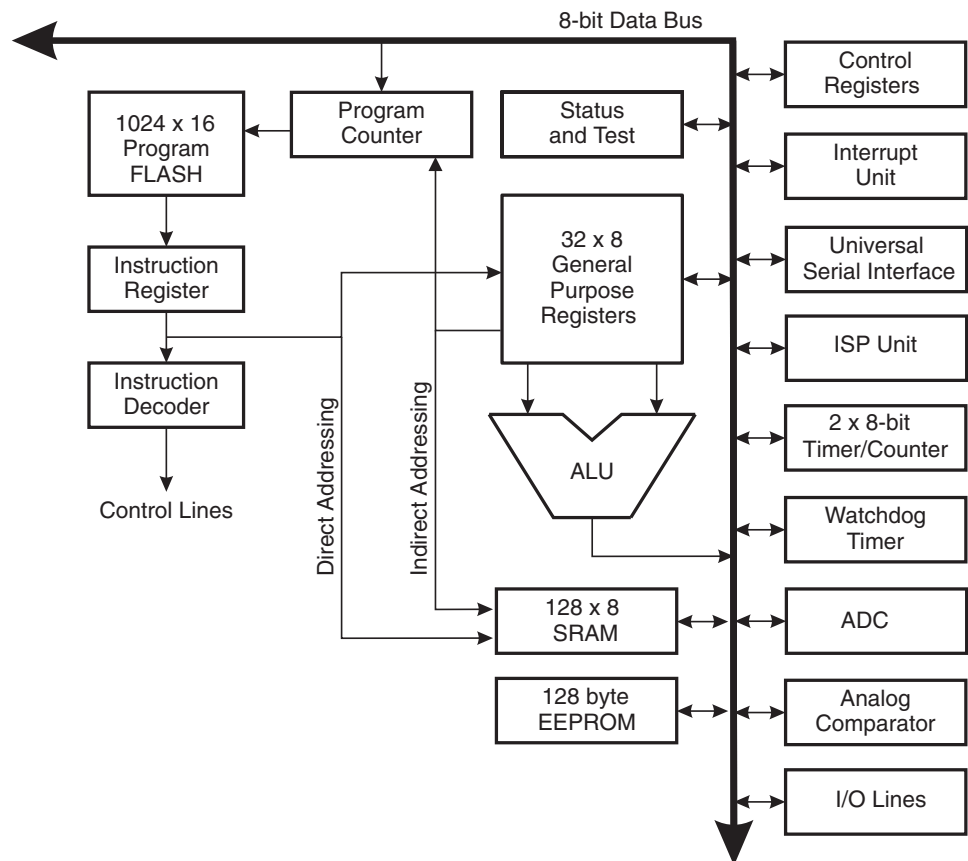 8-bit Data Bus
1024 x 16
Program
FLASH
Program
Counter
Status
and Test
Control
Registers
Interrupt
Unit
Instruction
Register
32 x 8
General
Purpose
Registers
Universal
Serial Interface
Instruction
Decoder
ISP Unit
Direct Addressing
Indirect Addressing
ALU
2 x 8-bit
Timer/Counter
Control Lines
Watchdog
Timer
128 x 8
SRAM
ADC
128 byte
EEPROM
Analog
Comparator
I/O Lines